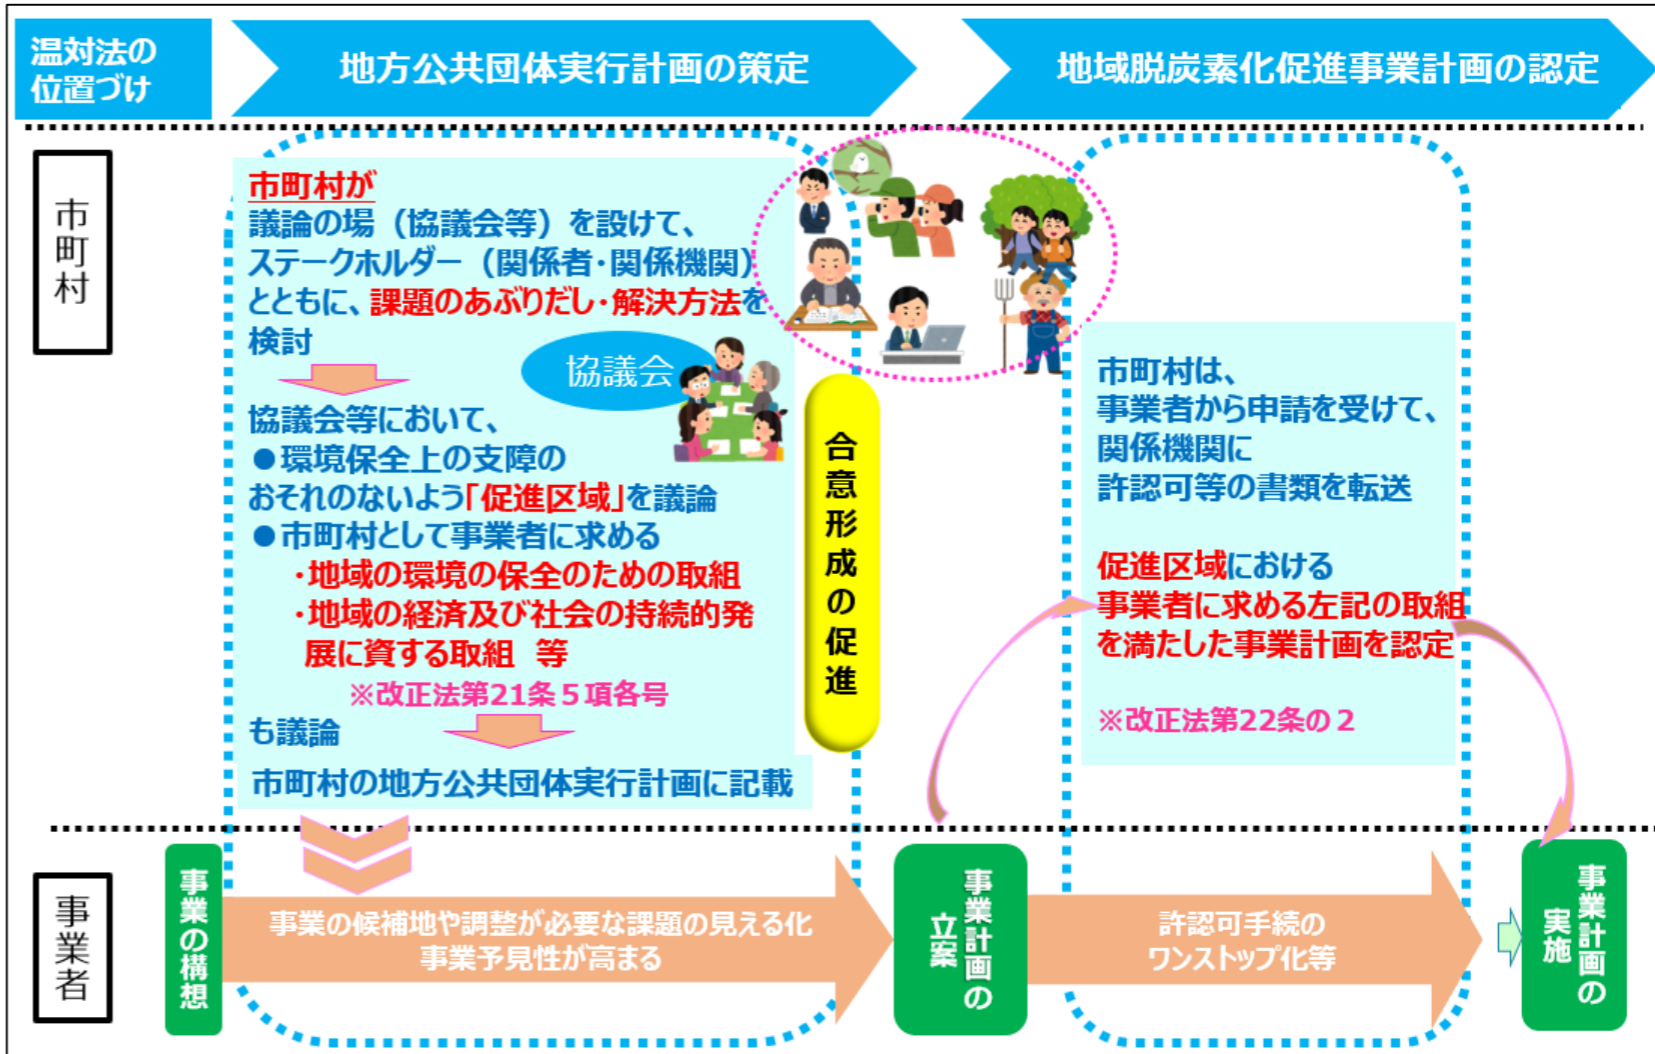 温対法の
位置づけ
地方公共団体実行計画の策定
地域脱炭素化促進事業計画の認定
市町村
市町村が
議論の場（協議会等）を設けて、
ステークホルダー（関係者・関係機関）
とともに、課題のあぶりだし・解決方法を
検討
協議会
協議会等において、
●環境保全上の支障の
おそれのないよう「促進区域」を議論
●市町村として事業者に求める
・地域の環境の保全のための取組
・地域の経済及び社会の持続的発
展に資する取組 等
※改正法第21条５項各号
も議論
市町村の地方公共団体実行計画に記載
合意形成の促進
市町村は、
事業者から申請を受けて、
関係機関に
許認可等の書類を転送
促進区域における
事業者に求める左記の取組
を満たした事業計画を認定
※改正法第22条の２
事業者
事業の構想
事業の候補地や調整が必要な課題の見える化
事業予見性が高まる
事業計画の
立案
許認可手続の
ワンストップ化等
事業計画の
実施